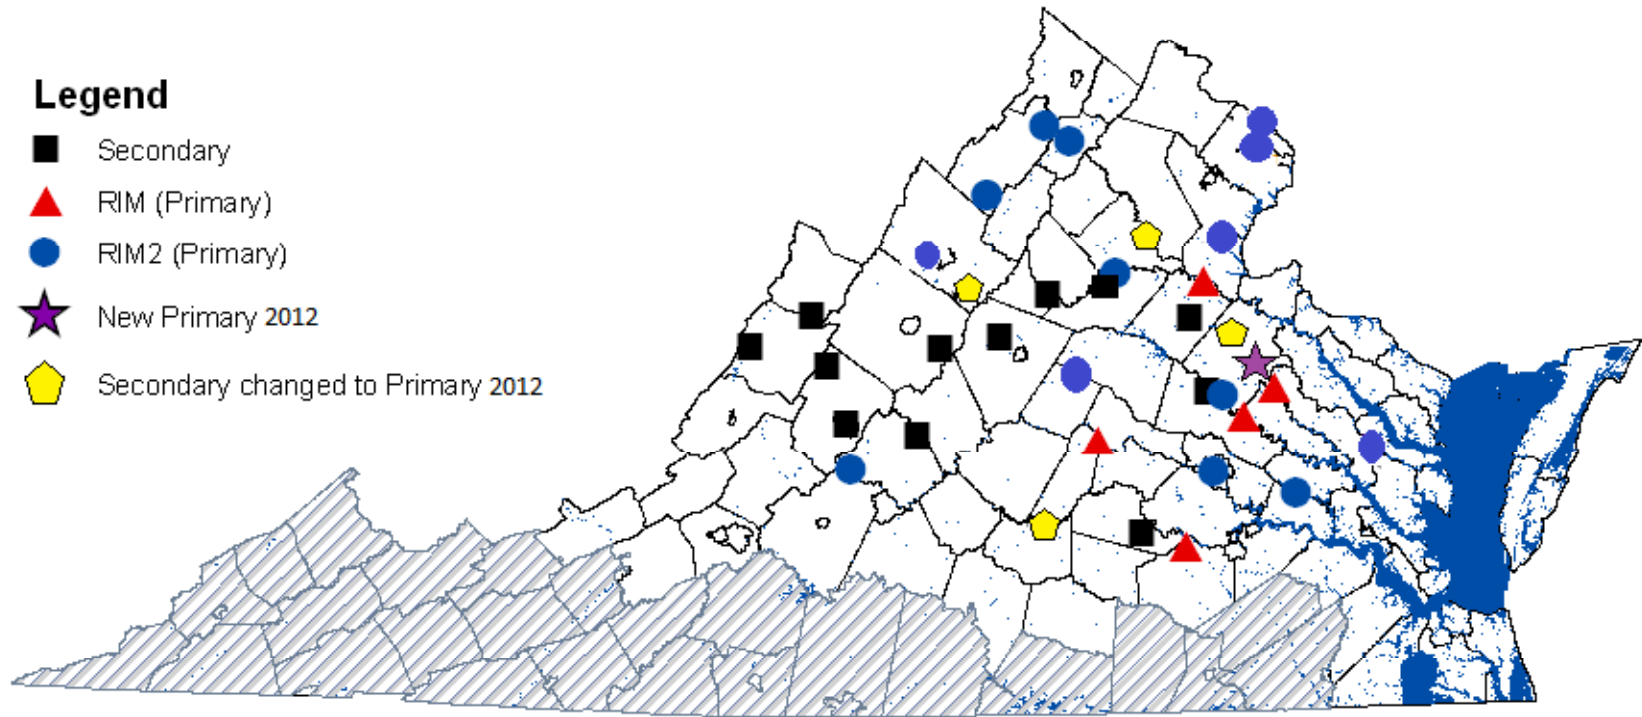 Legend
Secondary
RIM (Primary)
RIM2 (Primary)
New Primary 2012
Secondary changed to Primary 2012